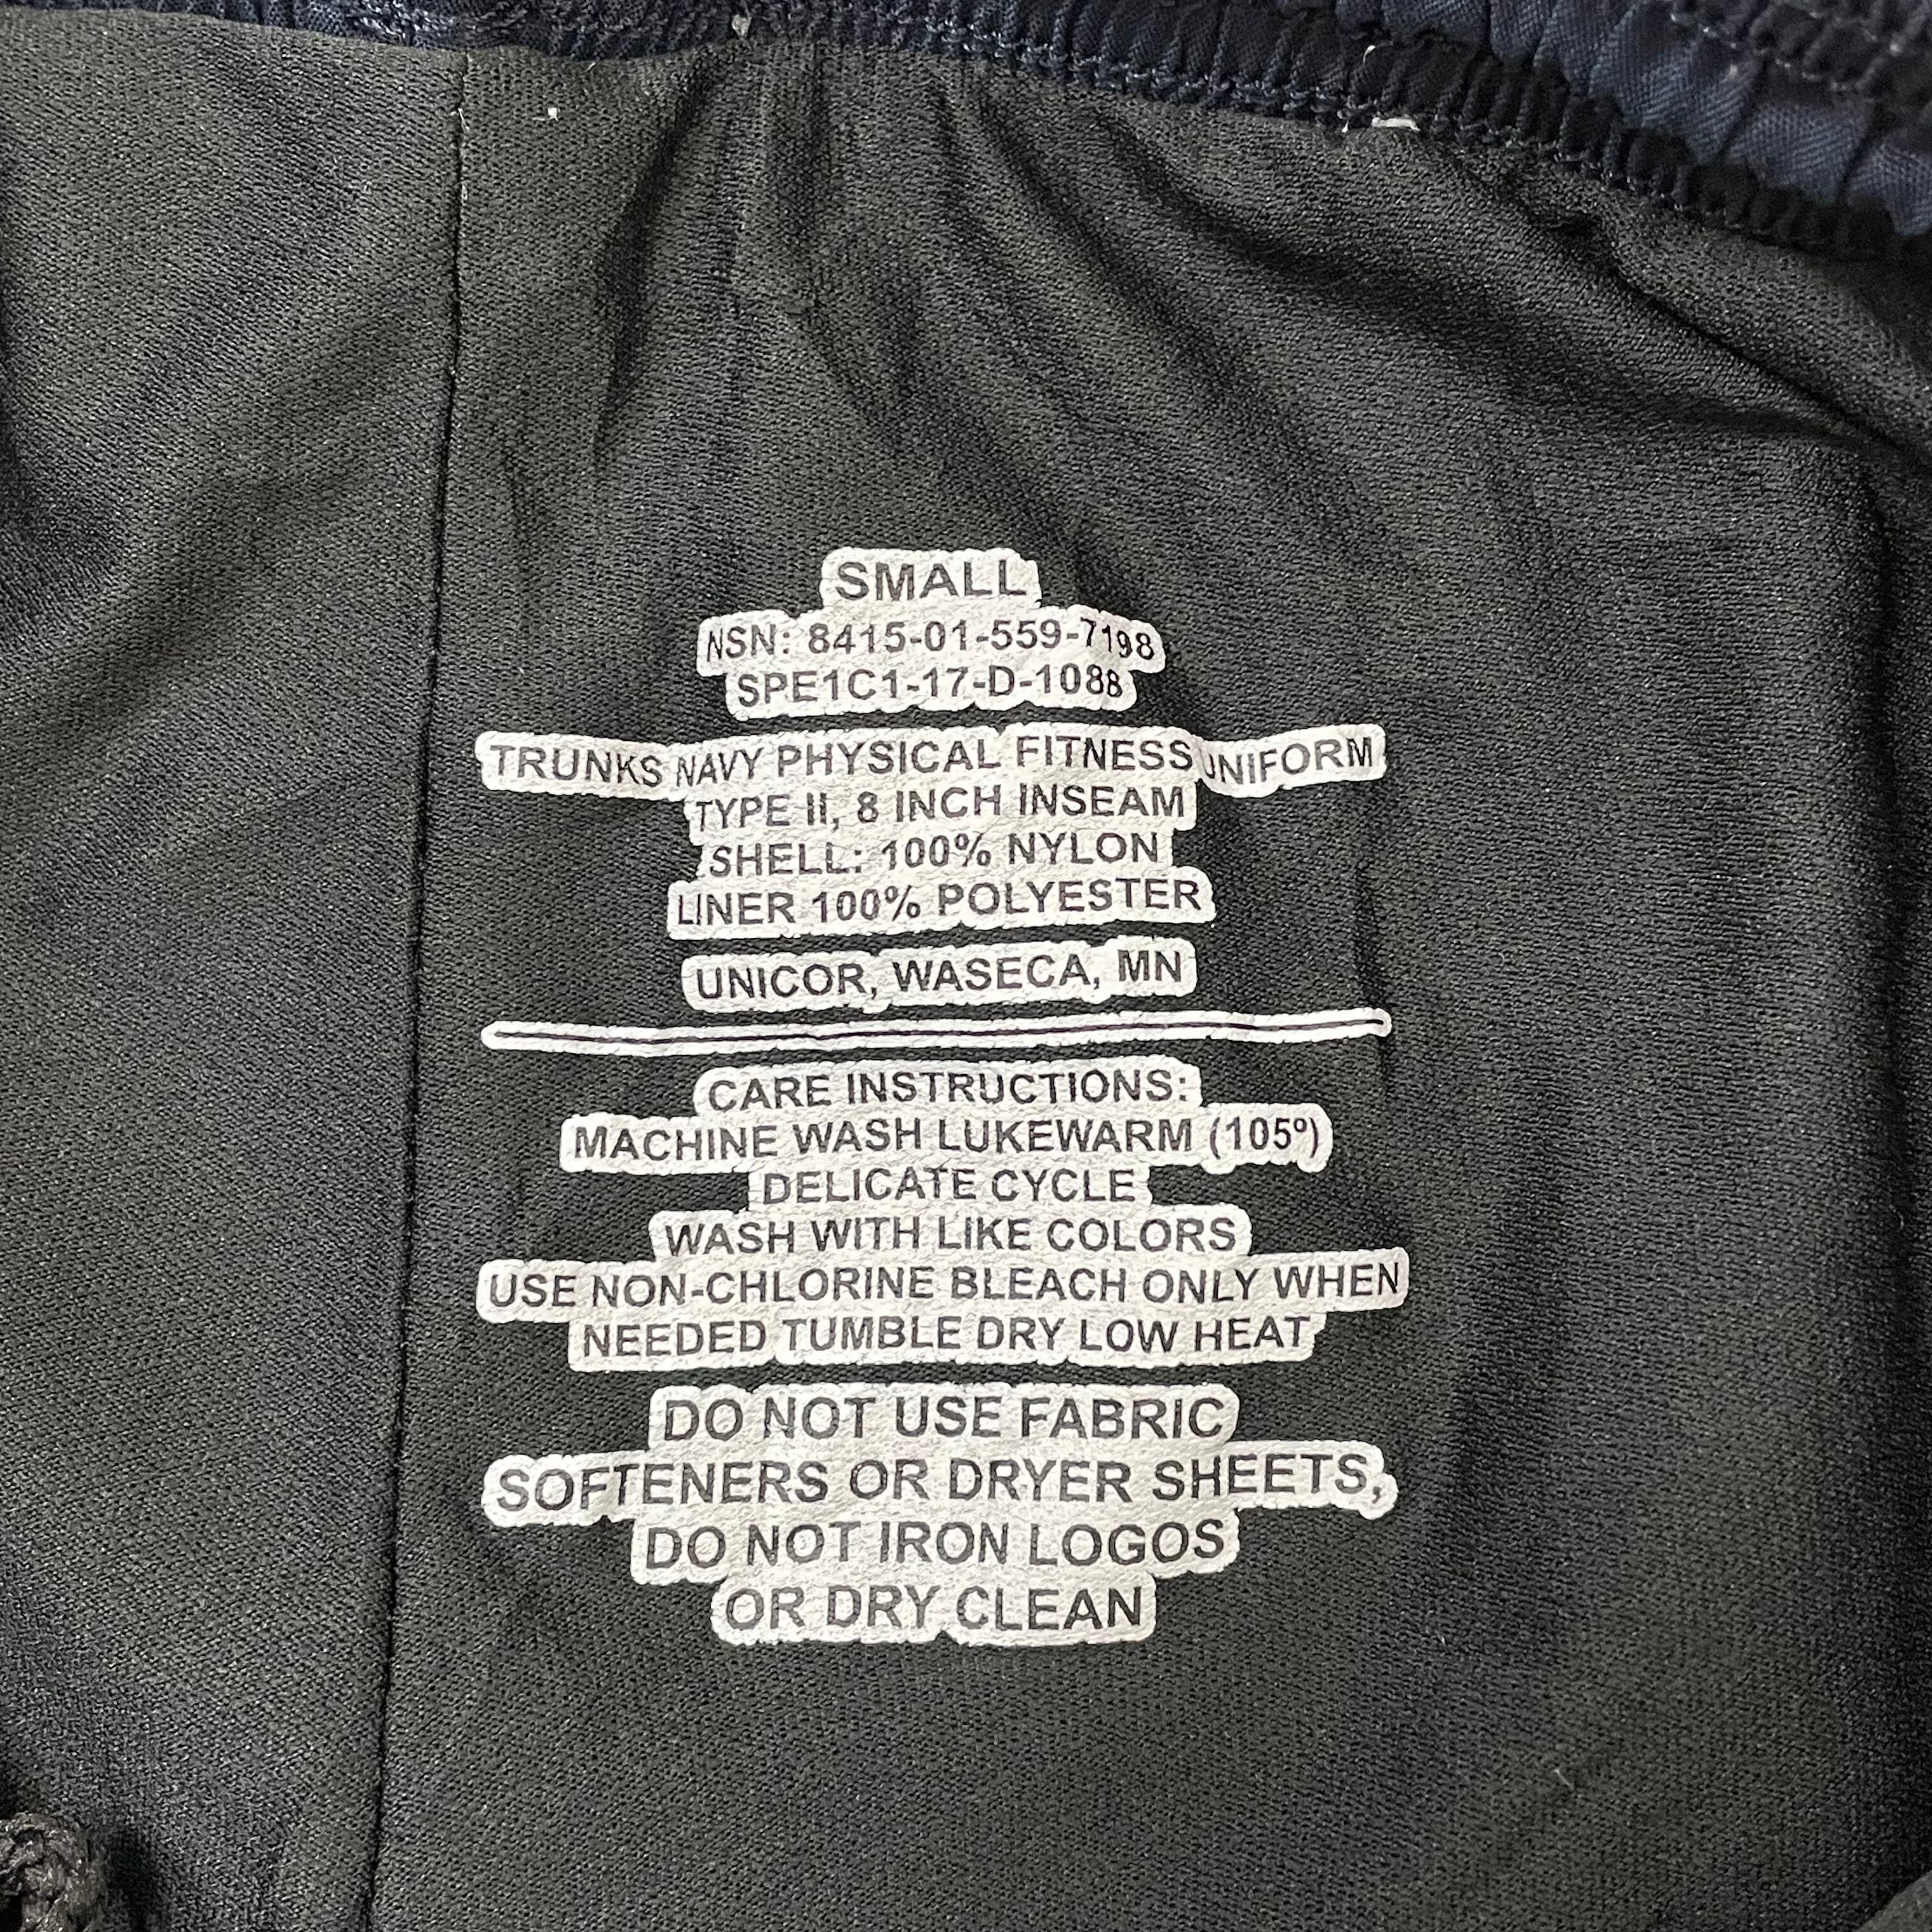 SMALL
NSN: 8415-01-559-7198
SPE1C1-17-D-1088
TRUNKS NAVY PHYSICAL FITNESS UNIFORM
TYPE II, 8 INCH INSEAM
SHELL: 100% NYLON
LINER 100% POLYESTER
UNICOR, WASECA, MN
CARE INSTRUCTIONS:
MACHINE WASH LUKEWARM (105º)
DELICATE CYCLE
WASH WITH LIKE COLORS
USE NON-CHLORINE BLEACH ONLY WHEN
NEEDED TUMBLE DRY LOW HEAT
DO NOT USE FABRIC
SOFTENERS OR DRYER SHEETS,
DO NOT IRON LOGOS
OR DRY CLEAN